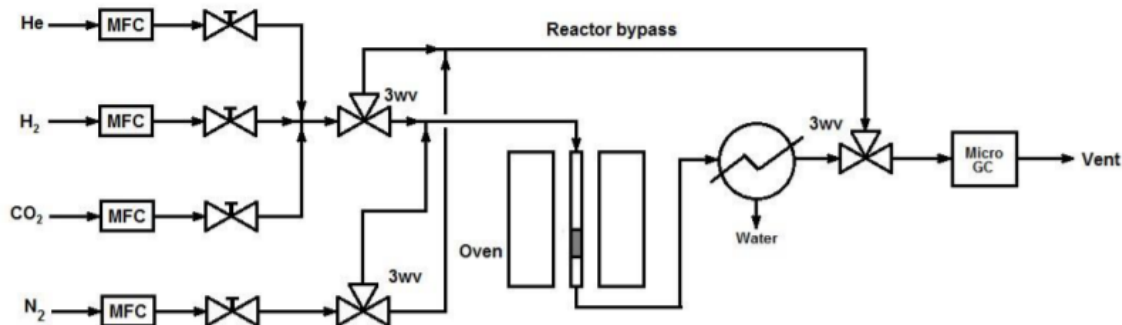 He
MFC
Reactor bypass
3wv
H₂
MFC
3wv
Micro
GC
Vent
CO₂
MFC
Water
Oven
3wv
N₂
MFC